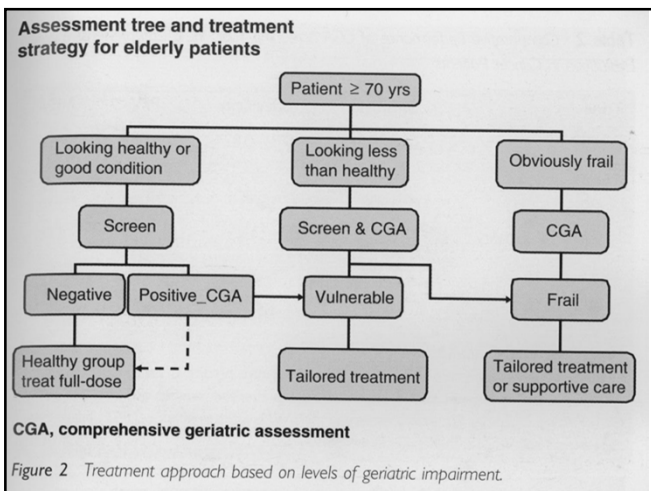 Assessment tree and treatment
strategy for elderly patients
Patient ≥ 70 yrs
Looking healthy or
good condition
Looking less
than healthy
Obviously frail
Screen
Screen & CGA
CGA
Negative
Positive_CGA
Vulnerable
Frail
Healthy group
treat full-dose
Tailored treatment
Tailored treatment
or supportive care
CGA, comprehensive geriatric assessment
Figure 2 Treatment approach based on levels of geriatric impairment.